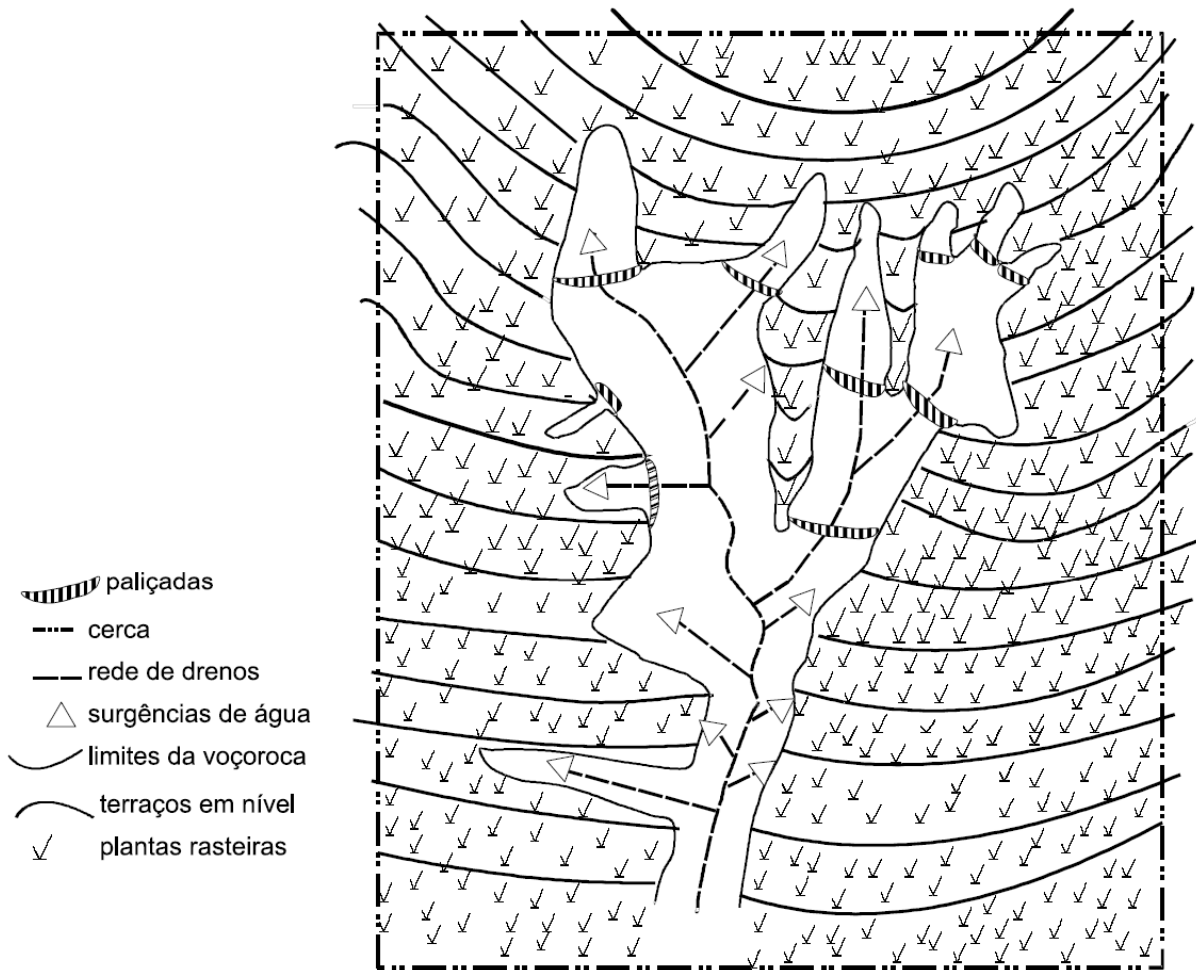 paliçadas
cerca
rede de drenos
surgências de água
limites da voçoroca
terraços em nível
plantas rasteiras